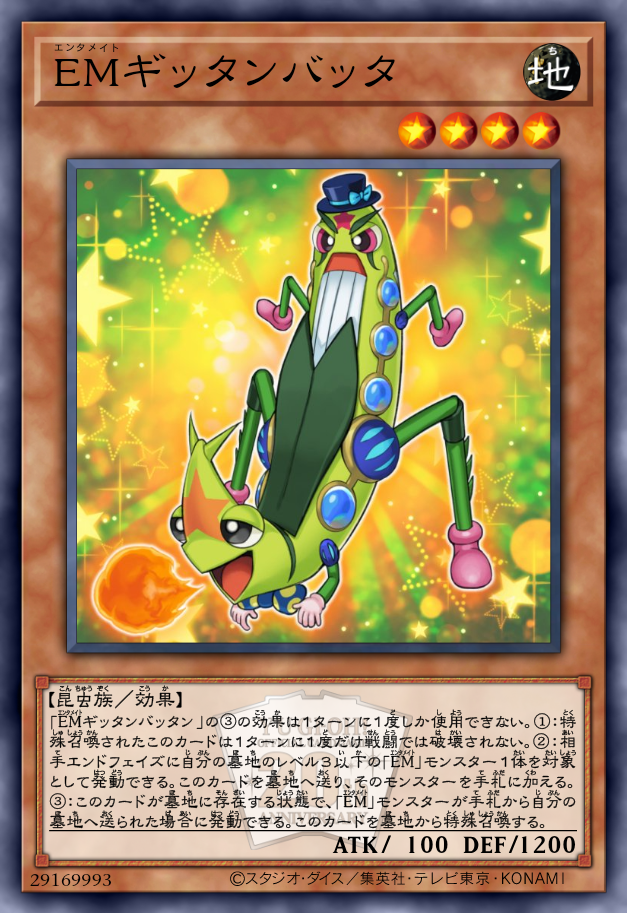 エンタメイト
EMギッタンバッタ
ち
地
こんちゅうぞく こうか
【昆虫族／効果】
「EMギッタンバッタン」の③の効果は１ターンに１度しか使用できない。①：特
殊召喚されたこのカードは１ターンに１度だけ戦闘では破壊されない。②：相
手エンドフェイズに自分の墓地のレベル３以下の「EM」モンスター１体を対象
として発動できる。このカードを墓地へ送り、そのモンスターを手札に加える。
③：このカードが墓地に存在する状態で、「EM」モンスターが手札から自分の
墓地へ送られた場合に発動できる。このカードを墓地から特殊召喚する。
ATK/ 100 DEF/1200
29169993 ©スタジオ・ダイス／集英社・テレビ東京・KONAMI